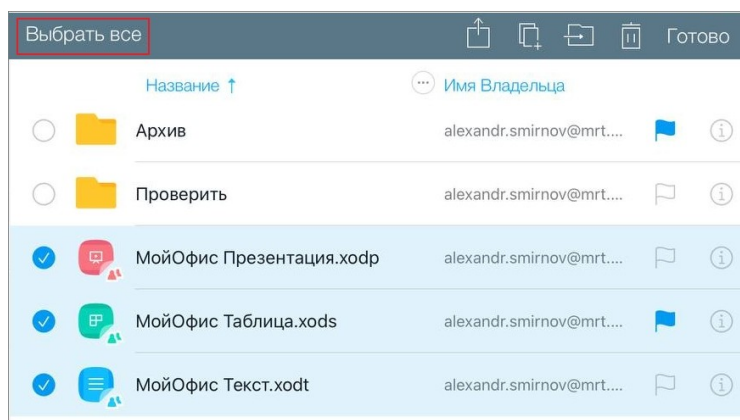 Выбрать все Готово
Название ↑ Имя Владельца
Архив alexandr.smirnov@mrt....
Проверить alexandr.smirnov@mrt....
МойОфис Презентация.xodp alexandr.smirnov@mrt....
МойОфис Таблица.xods alexandr.smirnov@mrt....
МойОфис Текст.xodt alexandr.smirnov@mrt....